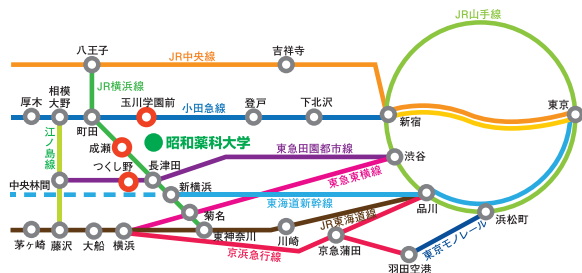 JR山手線
八王子
JR中央線
吉祥寺
JR横浜線
厚木
相模
大野
玉川学園前
小田急線
登戸
下北沢
新宿
東京
町田
江ノ島線
成瀬
昭和薬科大学
つくし野
長津田
東急田園都市線
渋谷
中央林間
新横浜
東急東横線
東海道新幹線
品川
菊名
JR東海道線
浜松町
茅ヶ崎
藤沢
大船
横浜
東神奈川
川崎
京浜急行線
京急蒲田
東京モノレール
羽田空港